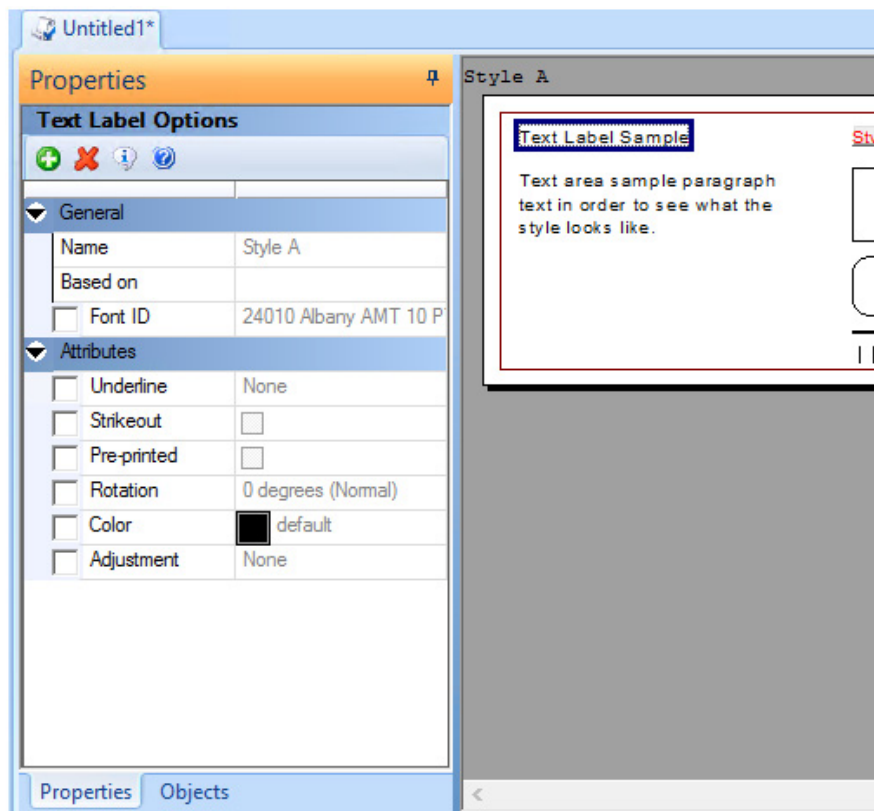 Untitled1*
Properties
Text Label Options
General
Name Style A
Based on
Font ID 24010 Albany AMT 10 P
Attributes
Underline None
Strikeout
Pre-printed
Rotation 0 degrees (Normal)
Color default
Adjustment None
Properties Objects
Style A
Text Label Sample
Text area sample paragraph
text in order to see what the
style looks like.